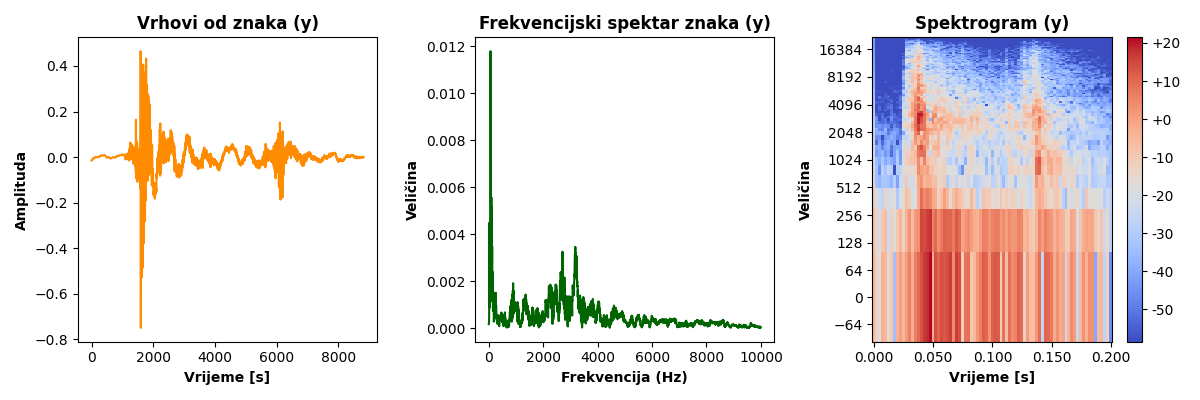 Vrhovi od znaka (y)
Amplituda
0.4
0.2
0.0
−0.2
−0.4
−0.6
−0.8
0 2000 4000 6000 8000
Vrijeme [s]
Frekvencijski spektar znaka (y)
Veličina
0.012
0.010
0.008
0.006
0.004
0.002
0.000
0 2000 4000 6000 8000 10000
Frekvencija (Hz)
Spektrogram (y)
Veličina
16384
8192
4096
2048
1024
512
256
128
64
0
−64
0.000 0.050 0.100 0.150 0.200
Vrijeme [s]
+20
+10
+0
-10
-20
-30
-40
-50